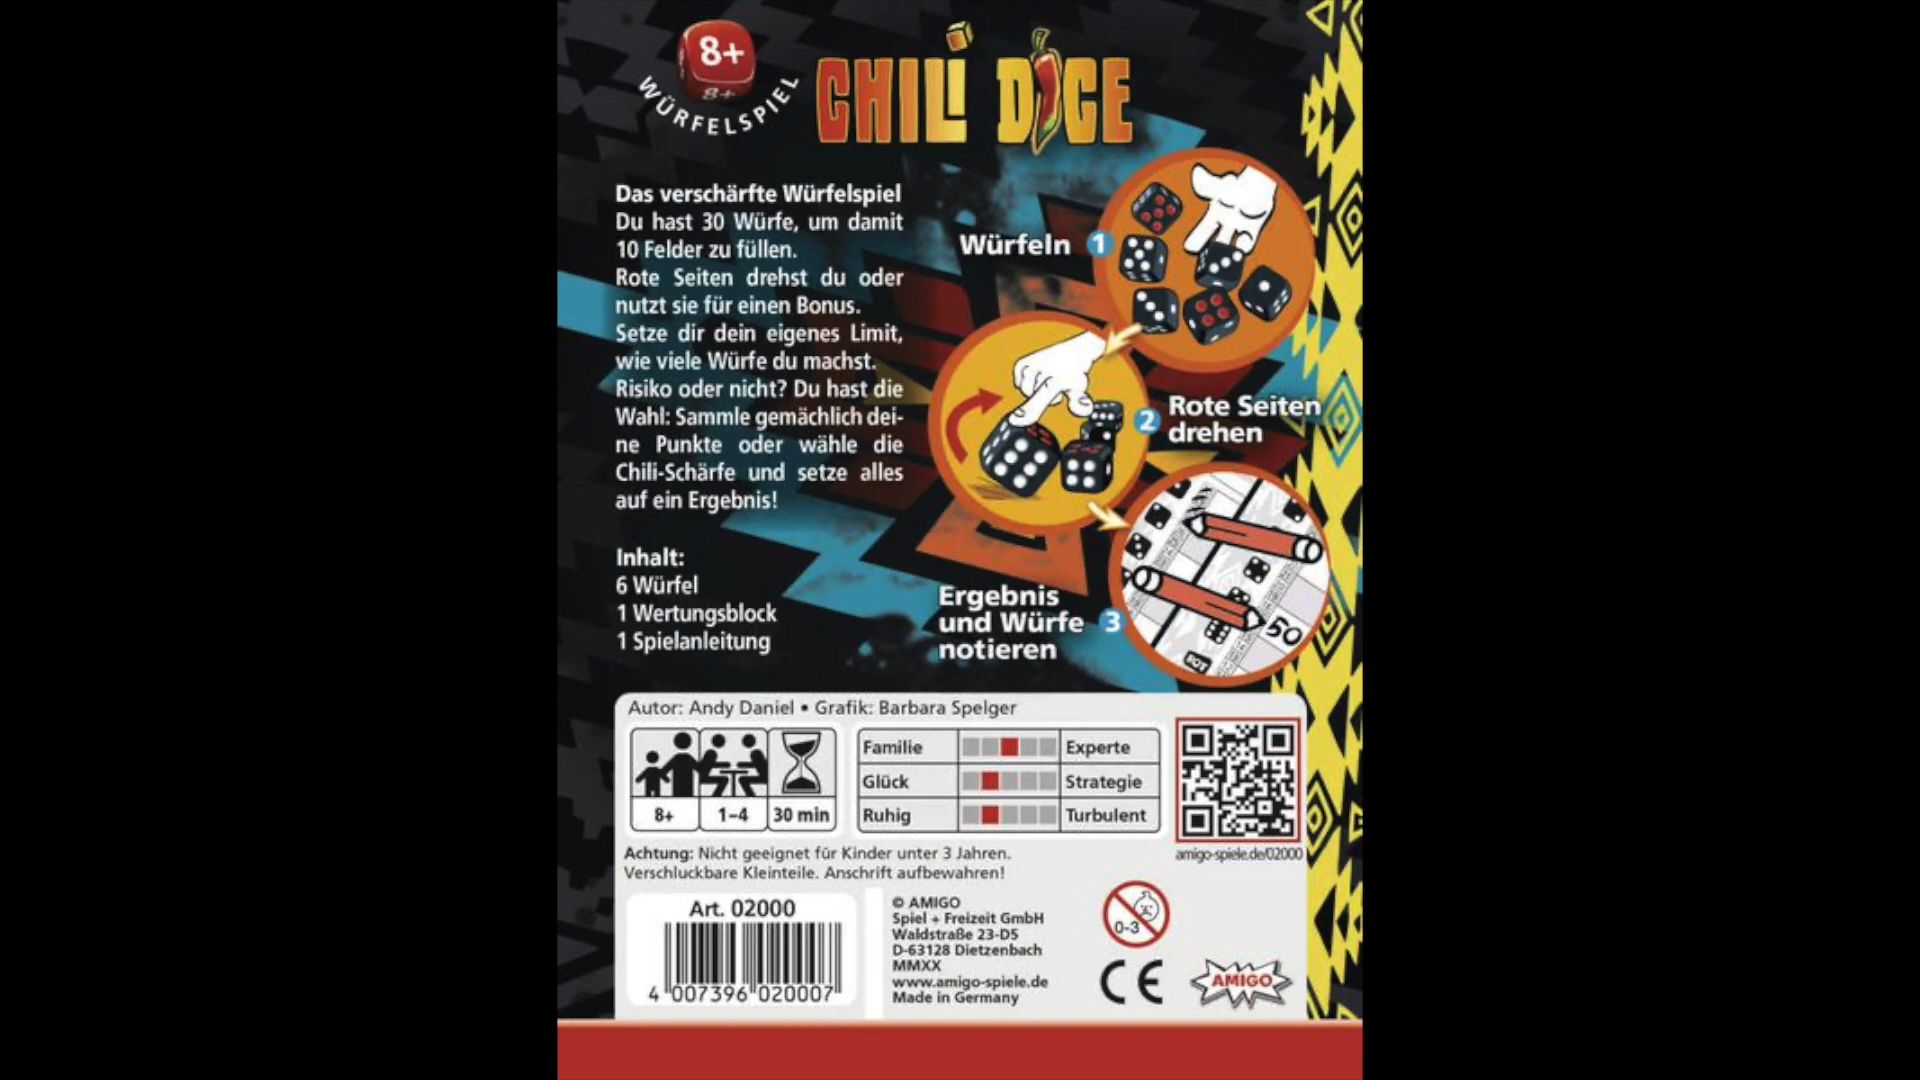 8+
8+
WÜRFELSPIEL
CHILI DICE
Das verschärfte Würfelspiel
Du hast 30 Würfe, um damit
10 Felder zu füllen.
Rote Seiten drehst du oder
nutzt sie für einen Bonus.
Setze dir dein eigenes Limit,
wie viele Würfe du machst.
Risiko oder nicht? Du hast die
Wahl: Sammle gemächlich dei-
ne Punkte oder wähle die
Chili-Schärfe und setze alles
auf ein Ergebnis!
Inhalt:
6 Würfel
1 Wertungsblock
1 Spielanleitung
Würfeln 1
2 Rote Seiten
drehen
Ergebnis
und Würfe 3
notieren
50
ROT
Autor: Andy Daniel • Grafik: Barbara Spelger
8+ 1–4 30 min
Familie Experte
Glück Strategie
Ruhig Turbulent
amigo-spiele.de/02000
Achtung: Nicht geeignet für Kinder unter 3 Jahren.
Verschluckbare Kleinteile. Anschrift aufbewahren!
Art. 02000
4 007396 020007
© AMIGO
Spiel + Freizeit GmbH
Waldstraße 23-D5
D-63128 Dietzenbach
MMXX
www.amigo-spiele.de
Made in Germany
0-3
CE
AMIGO